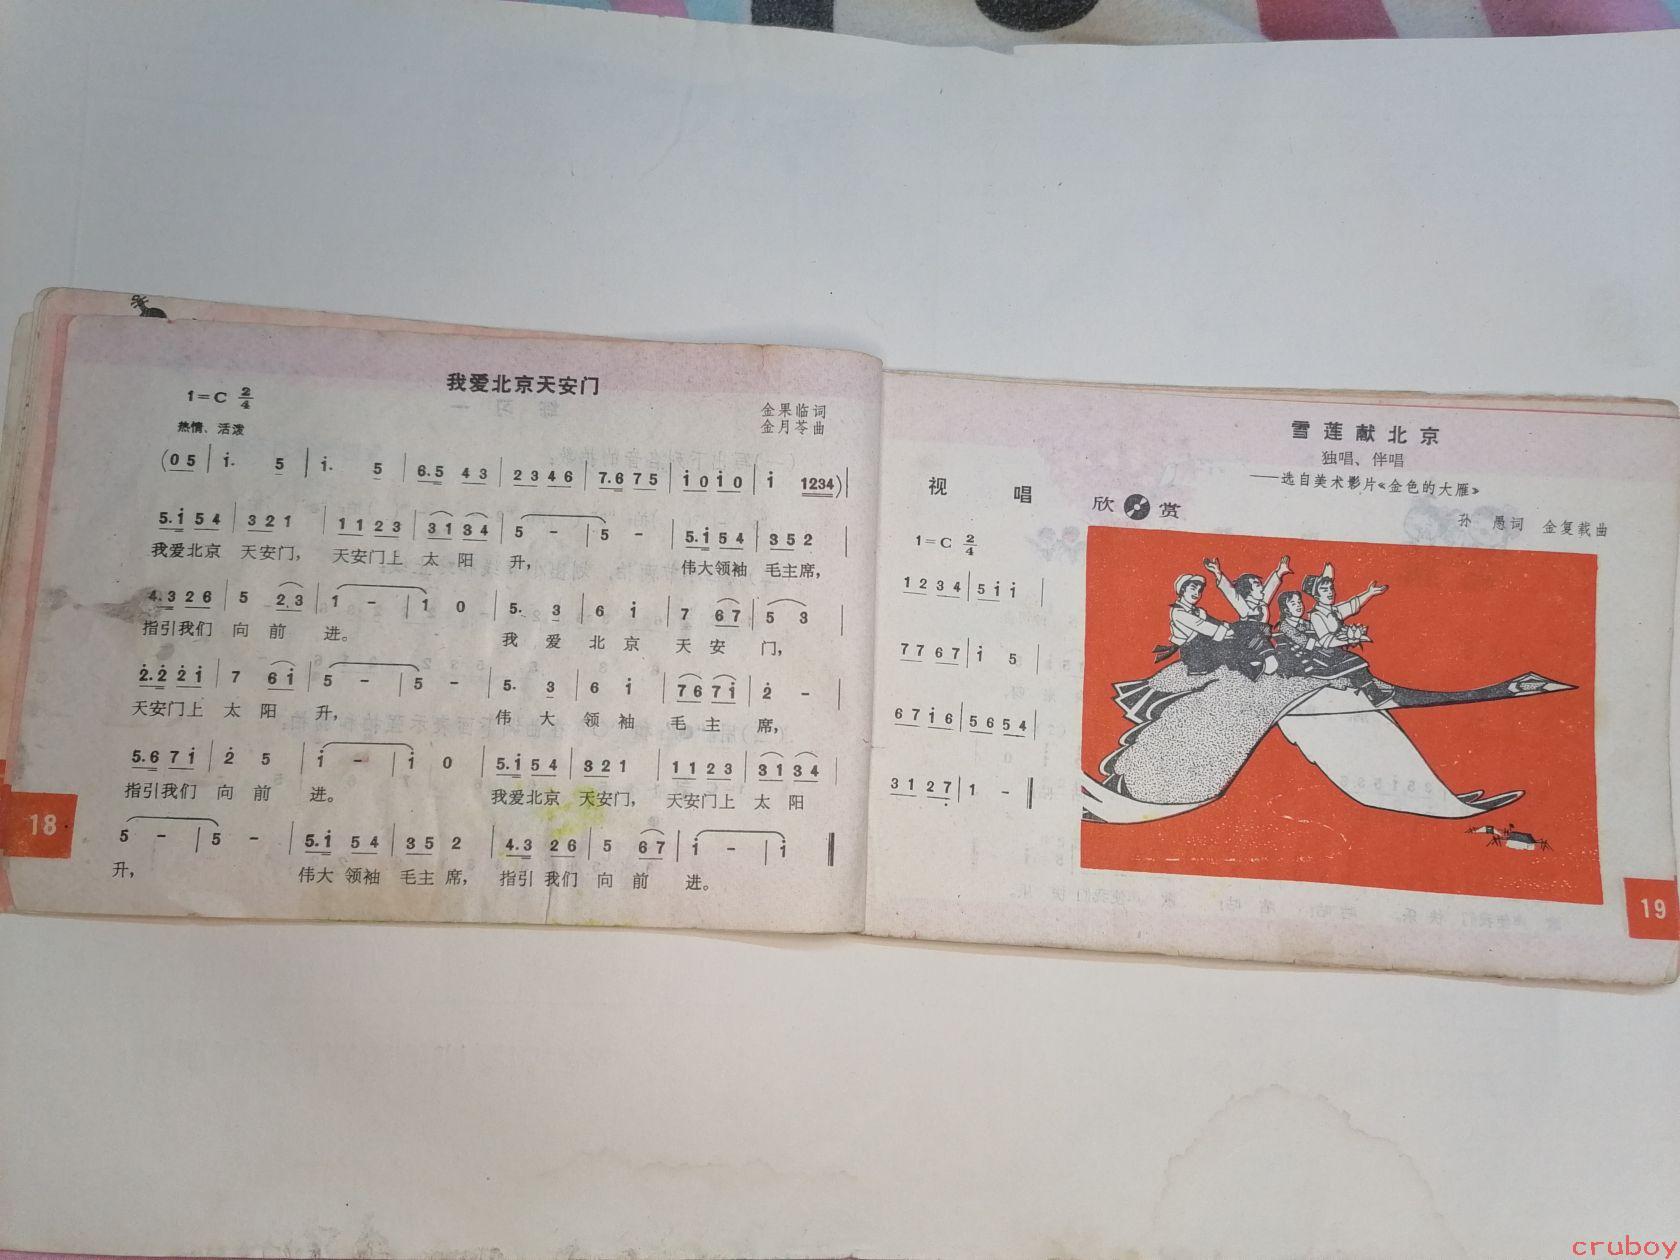 我爱北京天安门
1=C 2/4
热情、活泼
金果临词
金月苓曲
(0 5 | i· 5 | i· 5 | 6.5 4 3 | 2 3 4 6 | 7.6 7 5 | i 0 i 0 | i 1234) |
5.i 5 4 | 3 2 1 | 1 1 2 3 | 3 1 3 4 | 5 – | 5 – | 5.i 5 4 | 3 5 2 |
我爱北京 天安门， 天安门上 太 阳 升， 伟大领袖 毛主席，
4.3 2 6 | 5 2 3 | 1 – | 1 0 | 5. 3 | 6 i | 7 6 7 | 5 3 |
指引我们 向 前 进。 我 爱 北 京 天 安 门，
2.2 2 i | 7 6 i | 5 – | 5 – | 5. 3 | 6 i | 7 6 7 i | 2 – |
天安门上 太 阳 升， 伟 大 领 袖 毛 主 席，
5.6 7 i | 2 5 | i – | i 0 | 5.i 5 4 | 3 2 1 | 1 1 2 3 | 3 1 3 4 |
指引我们 向 前 进。 我爱北京 天安门， 天安门上 太 阳
5 – | 5 – | 5.i 5 4 | 3 5 2 | 4.3 2 6 | 5 6 7 | i – | i ‖
升， 伟大 领袖 毛主 席， 指引 我们 向 前 进。
18
视 唱
1=C 2/4
1 2 3 4 | 5 i i |
7 7 6 7 | i 5 |
6 7 i 6 | 5 6 5 4 |
3 1 2 7 | 1 – ‖
雪莲献北京
独唱、伴唱
——选自美术影片《金色的大雁》
欣赏
孙 愚词 金复载曲
19
cruboy